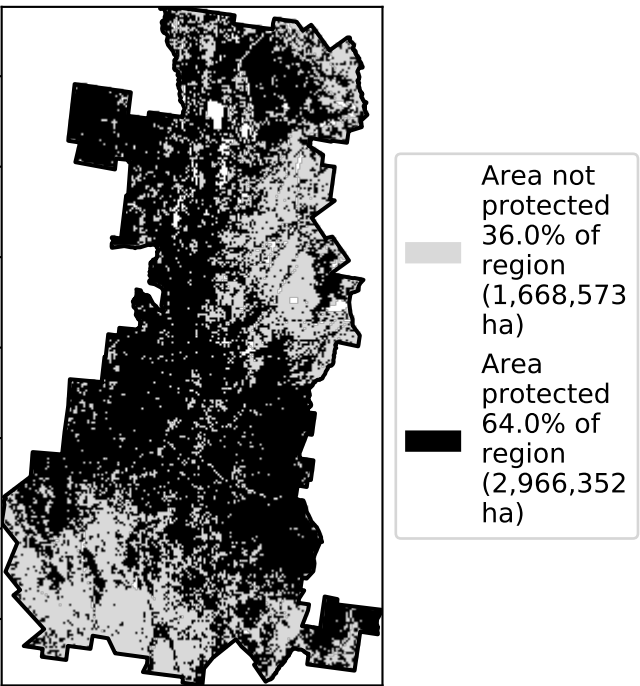 Area not
protected
36.0% of
region
(1,668,573
ha)
Area
protected
64.0% of
region
(2,966,352
ha)